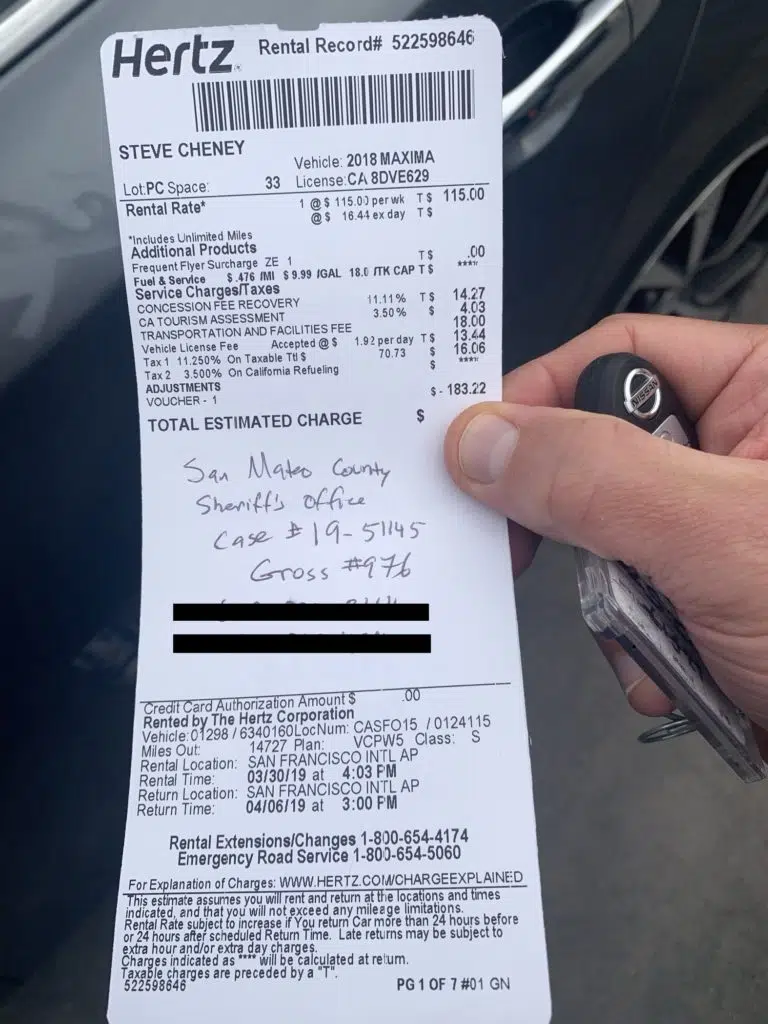 Hertz. Rental Record# 522598646
STEVE CHENEY
Vehicle: 2018 MAXIMA
Lot:PC Space: 33 License:CA 8DVE629
Rental Rate* 1 @ $ 115.00 per wk T $ 115.00
@ $ 16.44 ex day T $
*Includes Unlimited Miles
Additional Products
Frequent Flyer Surcharge ZE 1 T $ .00
Fuel & Service $ .476 /MI $ 9.99 /GAL 18.0 /TK CAP T $ ****
Service Charges/Taxes
CONCESSION FEE RECOVERY 11.11% T $ 14.27
CA TOURISM ASSESSMENT 3.50% $ 4.03
TRANSPORTATION AND FACILITIES FEE 18.00
Vehicle License Fee Accepted @ $ 1.92 per day T $ 13.44
Tax 1 11.250% On Taxable Ttl $ 70.73 $ 16.06
Tax 2 3.500% On California Refueling $ ****
ADJUSTMENTS
VOUCHER - 1 $ - 183.22
TOTAL ESTIMATED CHARGE $
San Mateo County
Sheriff's Office
Case # 19-51145
Gross #976
Credit Card Authorization Amount $ .00
Rented by The Hertz Corporation
Vehicle: 01298 / 6340160 LocNum: CASFO15 / 0124115
Miles Out: 14727 Plan: VCPW5 Class: S
Rental Location: SAN FRANCISCO INTL AP
Rental Time: 03/30/19 at 4:03 PM
Return Location: SAN FRANCISCO INTL AP
Return Time: 04/06/19 at 3:00 PM
Rental Extensions/Changes 1-800-654-4174
Emergency Road Service 1-800-654-5060
For Explanation of Charges: WWW.HERTZ.COM/CHARGEEXPLAINED
This estimate assumes you will rent and return at the locations and times
indicated, and that you will not exceed any mileage limitations.
Rental Rate subject to increase if You return Car more than 24 hours before
or 24 hours after scheduled Return Time. Late returns may be subject to
extra hour and/or extra day charges.
Charges indicated as **** will be calculated at return.
Taxable charges are preceded by a "T".
522598646 PG 1 OF 7 #01 GN
NISSAN